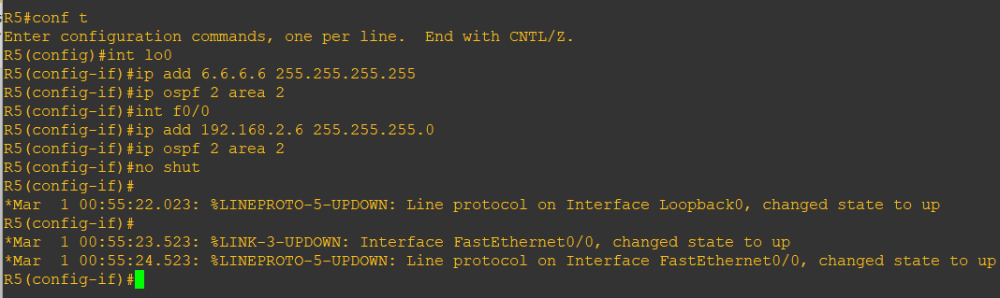 R5#conf t
Enter configuration commands, one per line.  End with CNTL/Z.
R5(config)#int lo0
R5(config-if)#ip add 6.6.6.6 255.255.255.255
R5(config-if)#ip ospf 2 area 2
R5(config-if)#int f0/0
R5(config-if)#ip add 192.168.2.6 255.255.255.0
R5(config-if)#ip ospf 2 area 2
R5(config-if)#no shut
R5(config-if)#
*Mar  1 00:55:22.023: %LINEPROTO-5-UPDOWN: Line protocol on Interface Loopback0, changed state to up
R5(config-if)#
*Mar  1 00:55:23.523: %LINK-3-UPDOWN: Interface FastEthernet0/0, changed state to up
*Mar  1 00:55:24.523: %LINEPROTO-5-UPDOWN: Line protocol on Interface FastEthernet0/0, changed state to up
R5(config-if)#